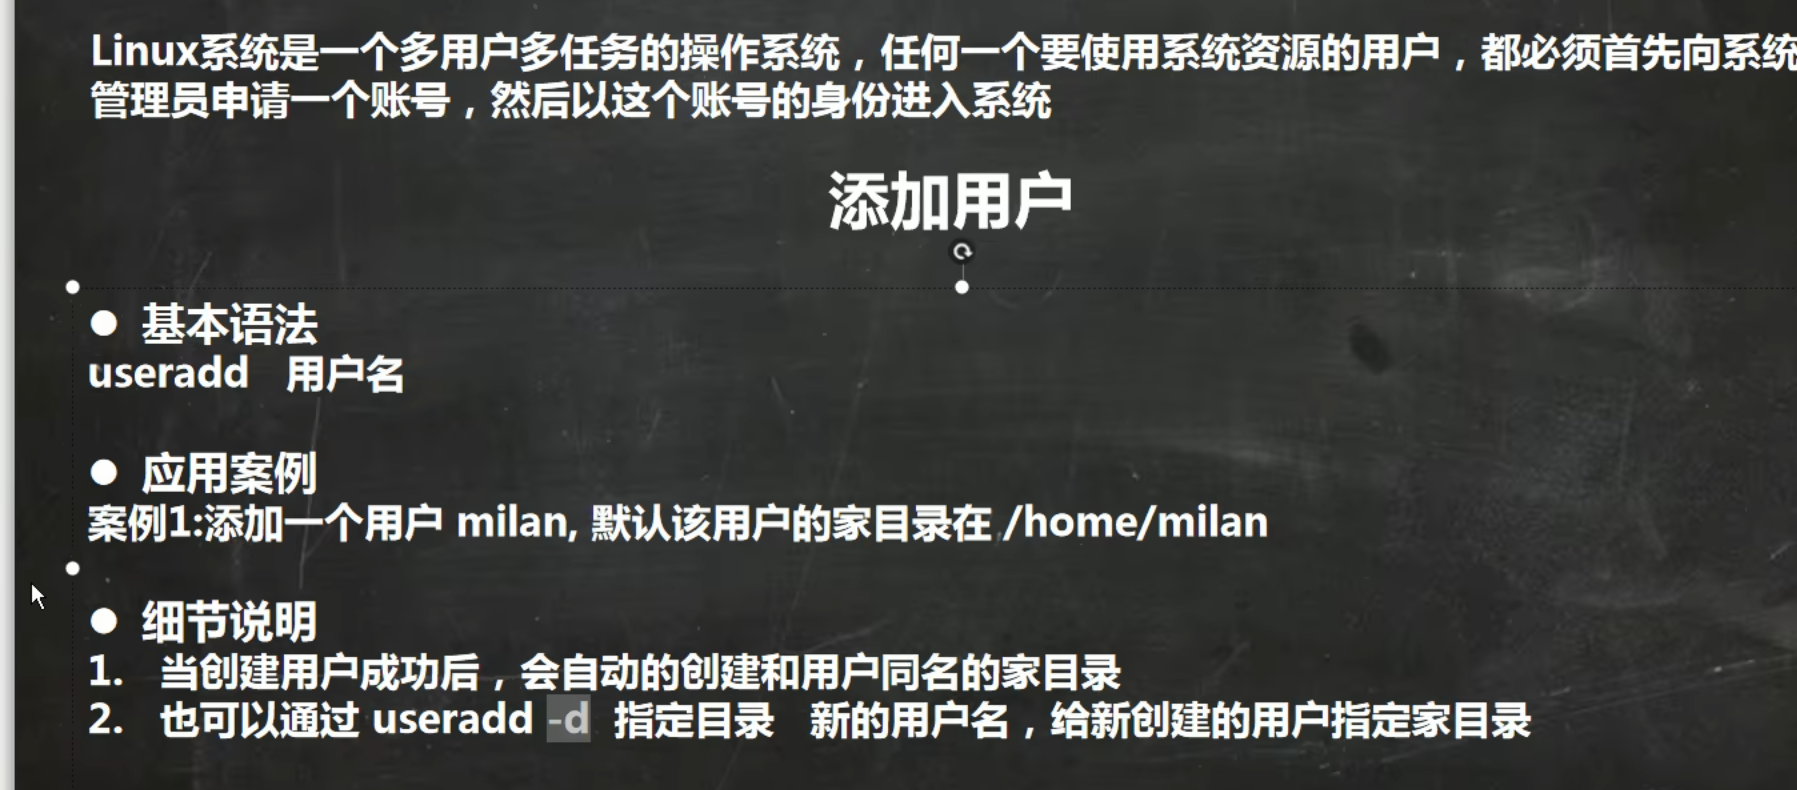 Linux系统是一个多用户多任务的操作系统，任何一个要使用系统资源的用户，都必须首先向系统
管理员申请一个账号，然后以这个账号的身份进入系统
添加用户
● 基本语法
useradd 用户名
● 应用案例
案例1:添加一个用户 milan, 默认该用户的家目录在 /home/milan
● 细节说明
1. 当创建用户成功后，会自动的创建和用户同名的家目录
2. 也可以通过 useradd -d 指定目录 新的用户名，给新创建的用户指定家目录